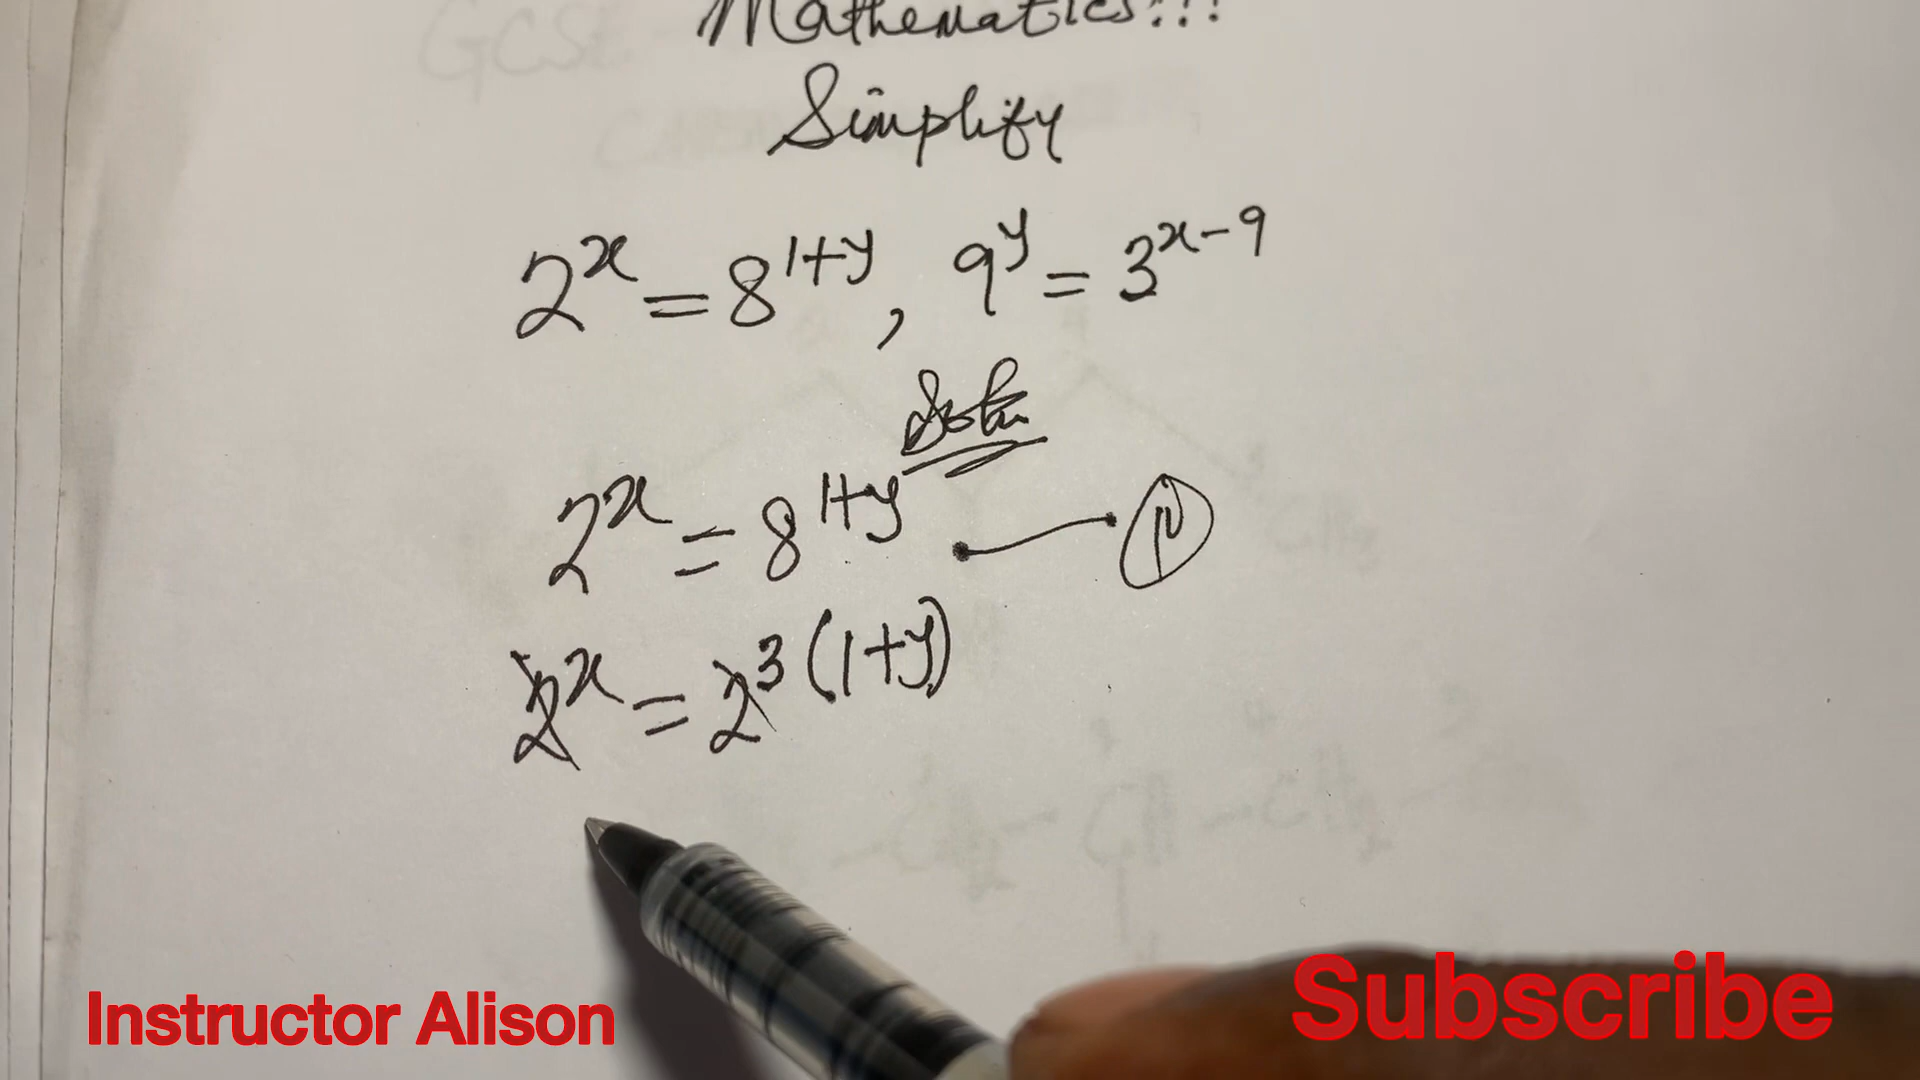 Mathematics!!!
Simplify
2^x = 8^{1+y}, 9^y = 3^{x-9}
Soln
2^x = 8^{1+y}
2^x = 2^{3(1+y)}
Instructor Alison
Subscribe